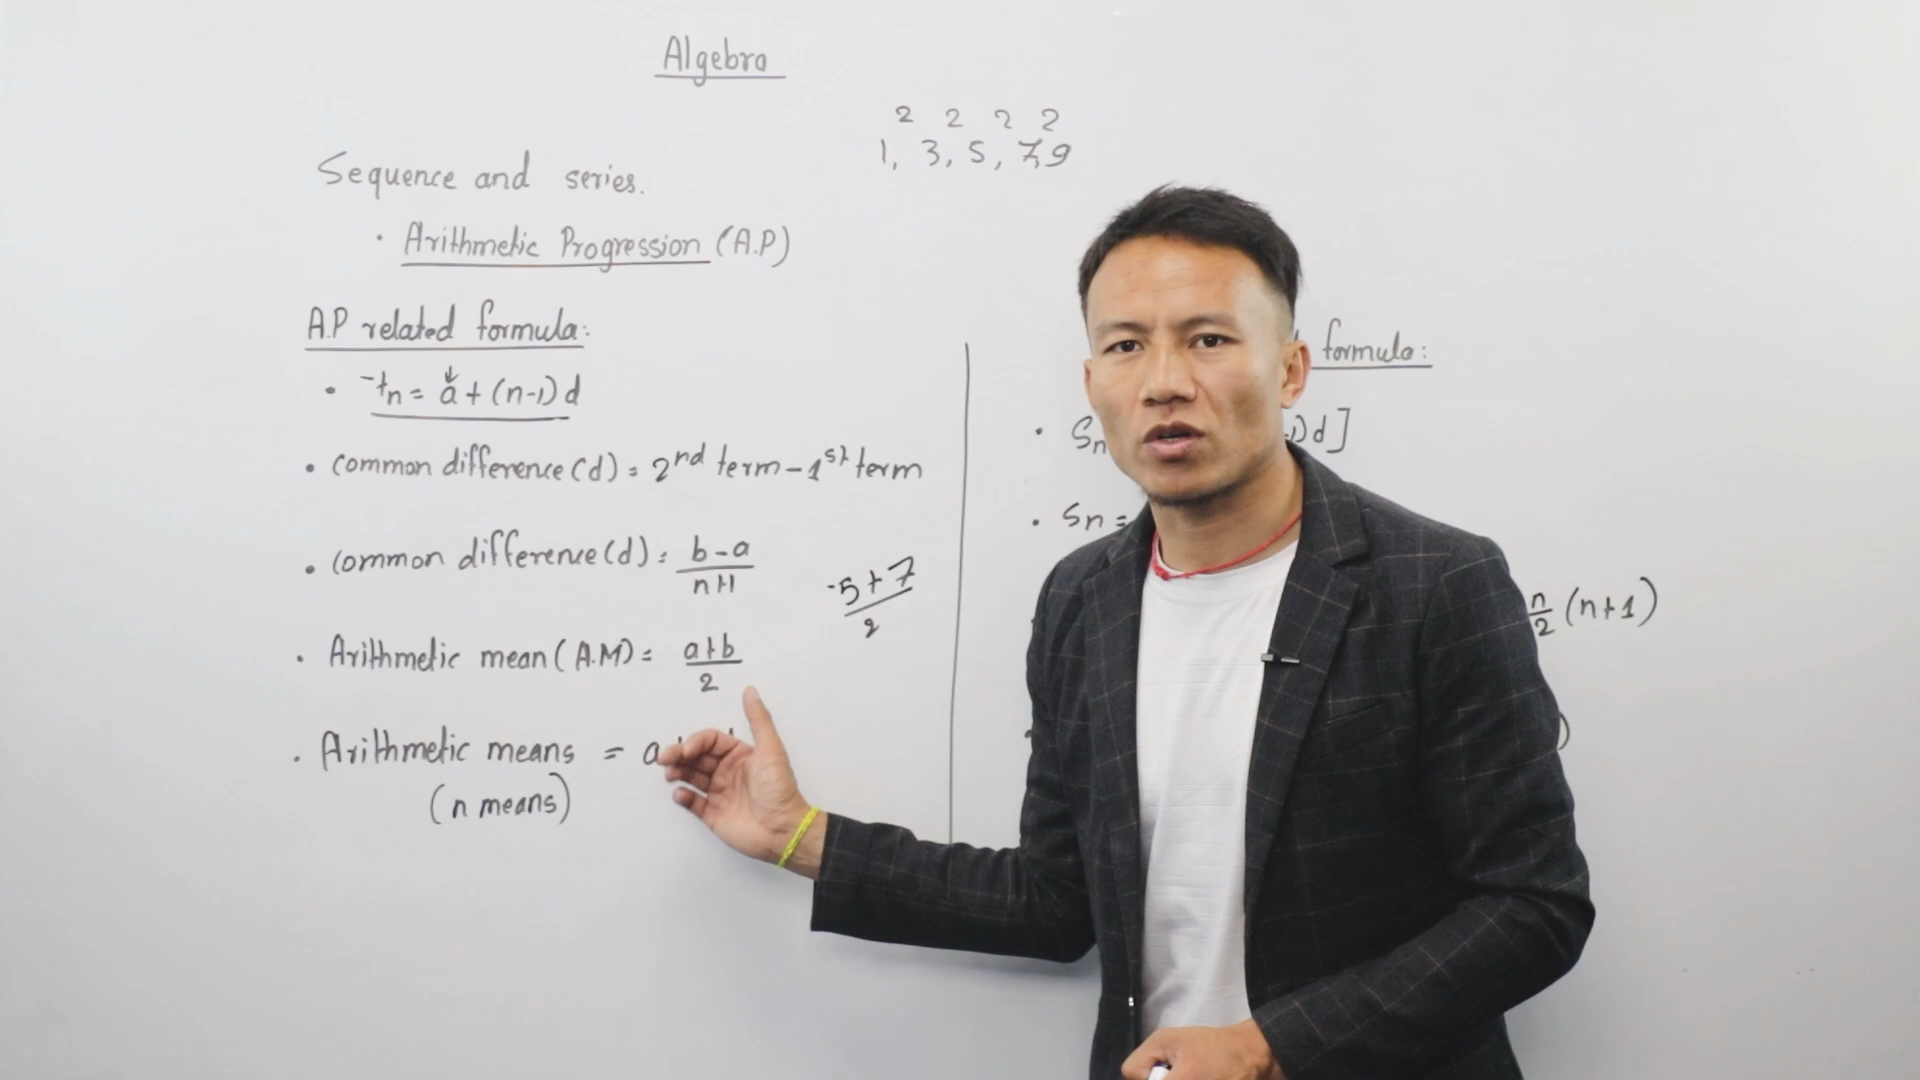 Algebra
2 2 2 2
1, 3, 5, 7, 9
Sequence and series.
• Arithmetic Progression (A.P)
A.P related formula:
• tn = a + (n-1) d
• common difference (d) = 2nd term - 1st term
• common difference (d) = b-a / n+1
-5+7 / 2
• Arithmetic mean (A.M) = a+b / 2
• Arithmetic means = a
(n means)
formula:
• Sn -1)d]
• Sn =
n/2 (n+1)
)